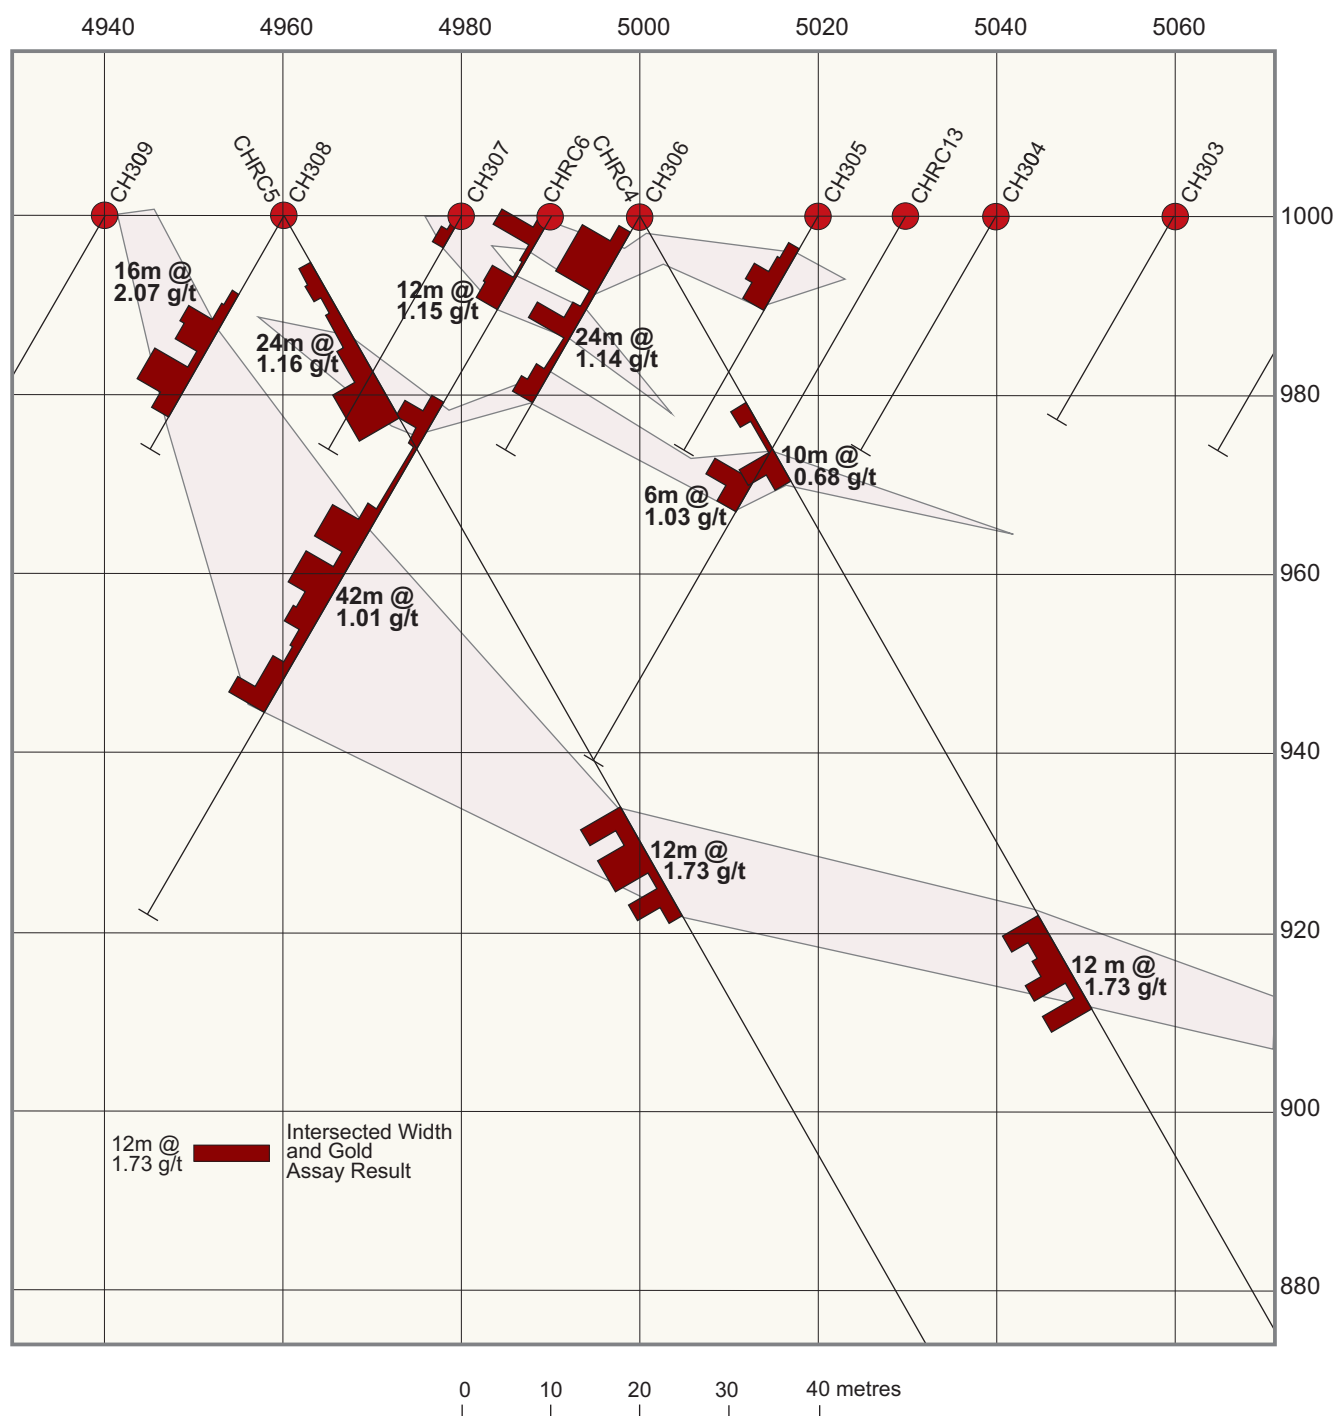 4940 4960 4980 5000 5020 5040 5060
CH309
CHRC5
CH308
CH307
CHRC6
CHRC4
CH306
CH305
CHRC13
CH304
CH303
1000
16m @
2.07 g/t
12m @
1.15 g/t
24m @
1.16 g/t
24m @
1.14 g/t
980
10m @
0.68 g/t
6m @
1.03 g/t
960
42m @
1.01 g/t
940
12m @
1.73 g/t
920
12 m @
1.73 g/t
900
12m @
1.73 g/t
Intersected Width
and Gold
Assay Result
880
0 10 20 30 40 metres